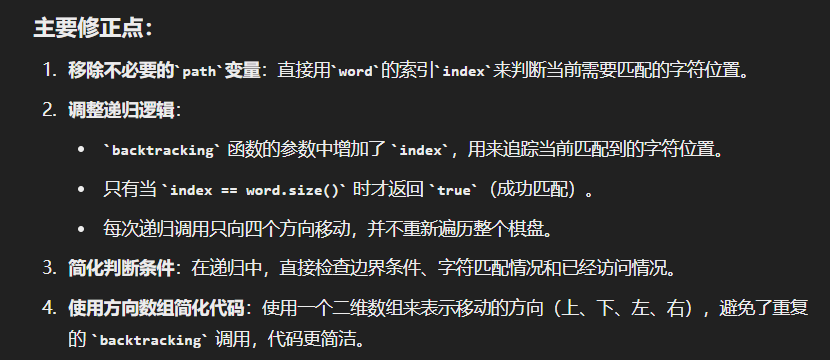 主要修正点：
1. 移除不必要的`path`变量：直接用`word`的索引`index`来判断当前需要匹配的字符位置。
2. 调整递归逻辑：
• `backtracking` 函数的参数中增加了 `index`，用来追踪当前匹配到的字符位置。
• 只有当 `index == word.size()` 时才返回 `true`（成功匹配）。
• 每次递归调用只向四个方向移动，并不重新遍历整个棋盘。
3. 简化判断条件：在递归中，直接检查边界条件、字符匹配情况和已经访问情况。
4. 使用方向数组简化代码：使用一个二维数组来表示移动的方向（上、下、左、右），避免了重复
的 `backtracking` 调用，代码更简洁。